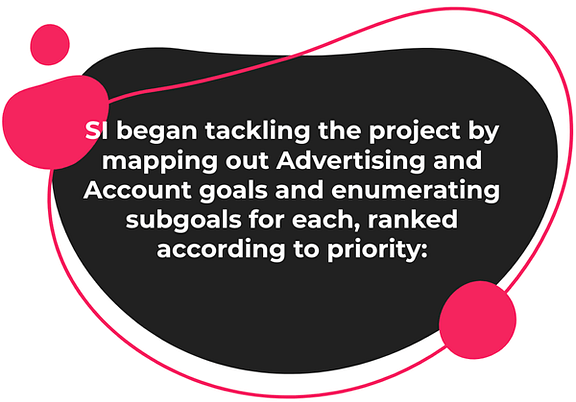 SI began tackling the project by
mapping out Advertising and
Account goals and enumerating
subgoals for each, ranked
according to priority: